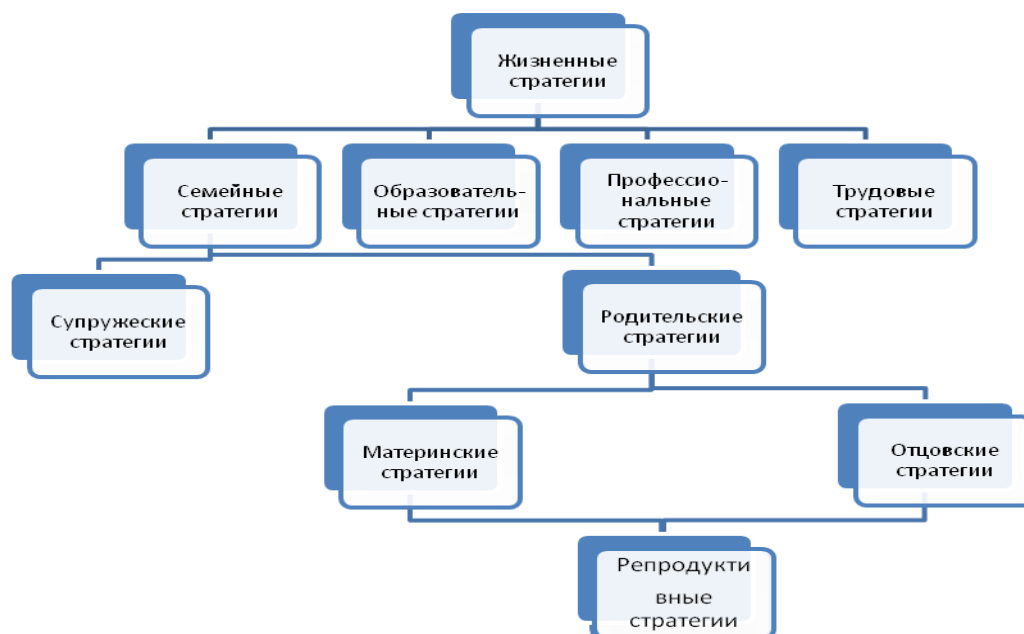 Жизненные
стратегии
Семейные
стратегии
Образователь-
ные стратегии
Профессио-
нальные
стратегии
Трудовые
стратегии
Супружеские
стратегии
Родительские
стратегии
Материнские
стратегии
Отцовские
стратегии
Репродукти
вные
стратегии